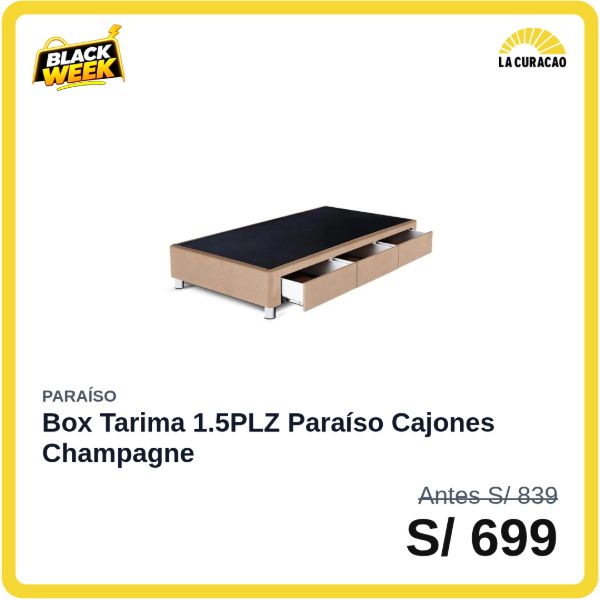 BLACK
WEEK
LA CURACAO
PARAÍSO
Box Tarima 1.5PLZ Paraíso Cajones
Champagne
Antes S/ 839
S/ 699